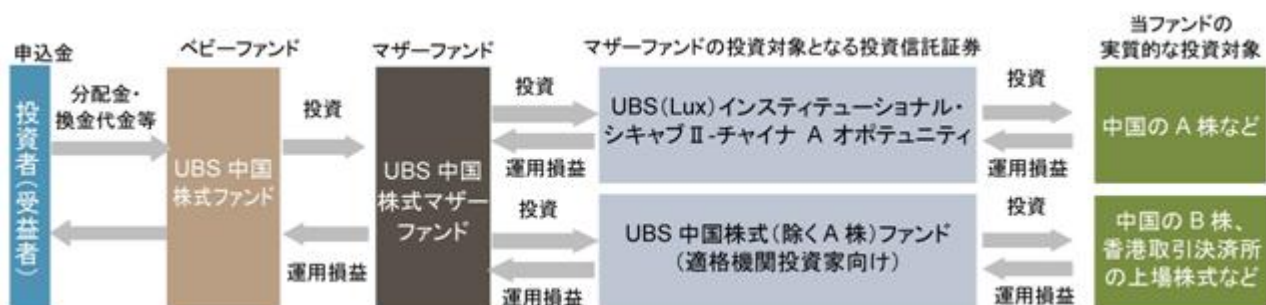 申込金
投資者(受益者)
分配金・
換金代金等
ベビーファンド
UBS 中国
株式ファンド
投資
運用損益
マザーファンド
UBS 中国
株式マザー
ファンド
投資
運用損益
投資
運用損益
マザーファンドの投資対象となる投資信託証券
UBS(Lux)インスティテューショナル・
シキャブⅡ-チャイナ A オポテュニティ
UBS 中国株式(除くA株)ファンド
(適格機関投資家向け)
投資
運用損益
投資
運用損益
当ファンドの
実質的な投資対象
中国のA株など
中国のB株、
香港取引決済所
の上場株式など